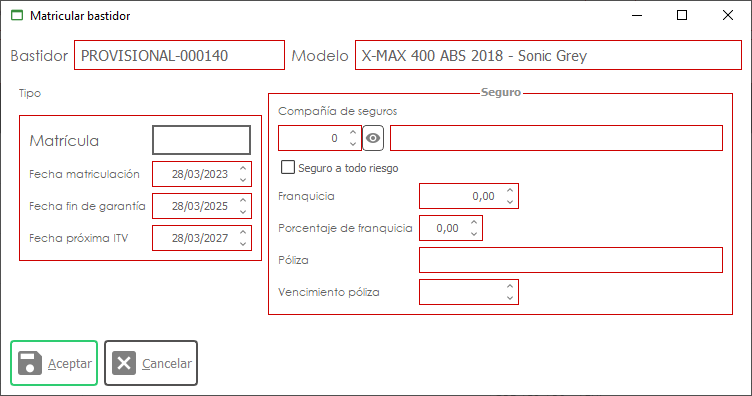 Matricular bastidor
Bastidor PROVISIONAL-000140 Modelo X-MAX 400 ABS 2018 - Sonic Grey
Tipo
Matrícula
Fecha matriculación 28/03/2023
Fecha fin de garantía 28/03/2025
Fecha próxima ITV 28/03/2027
Seguro
Compañía de seguros
0
Seguro a todo riesgo
Franquicia 0,00
Porcentaje de franquicia 0,00
Póliza
Vencimiento póliza
Aceptar Cancelar